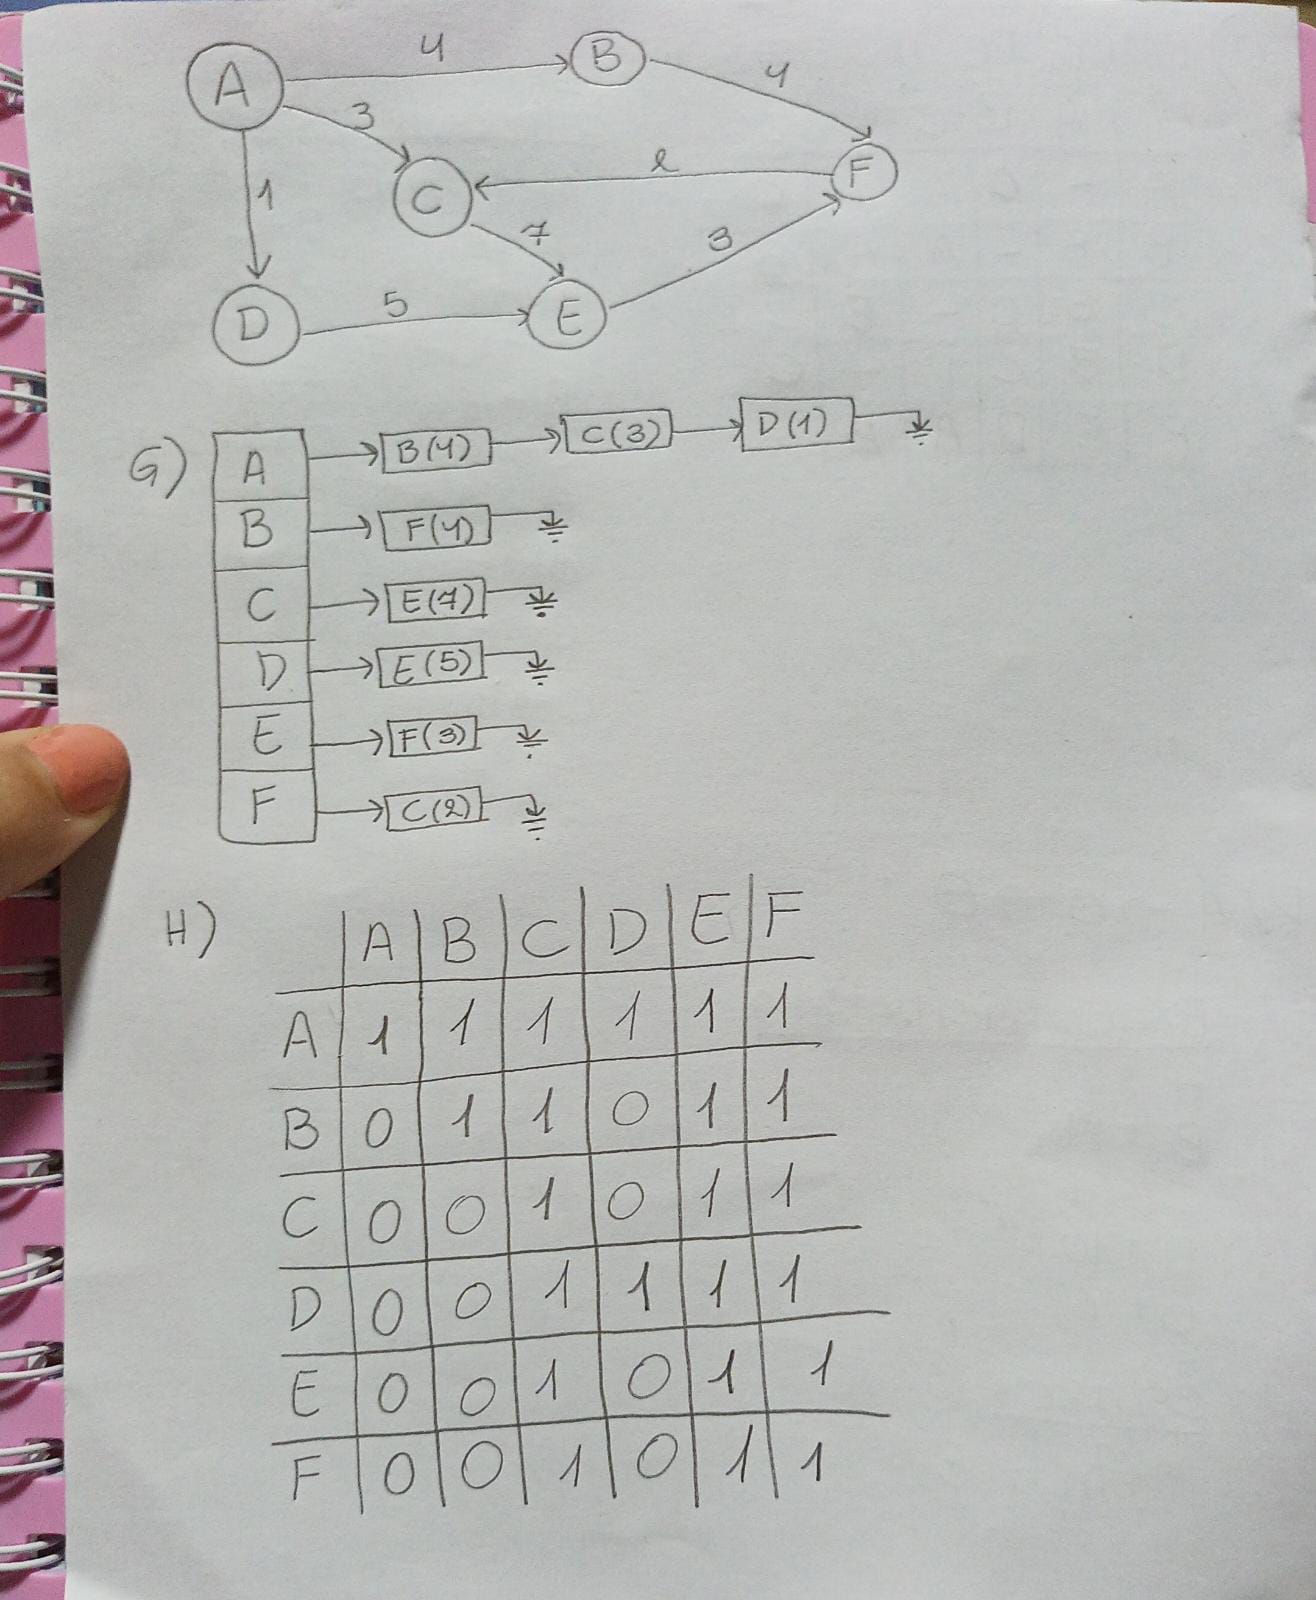 A 4 B 4
3
1 C 2 F
7 3
D 5 E
G) A B(4) C(3) D(1)
B F(4)
C E(7)
D E(5)
E F(3)
F C(2)
H) A B C D E F
A 1 1 1 1 1 1
B 0 1 1 0 1 1
C 0 0 1 0 1 1
D 0 0 1 1 1 1
E 0 0 1 0 1 1
F 0 0 1 0 1 1